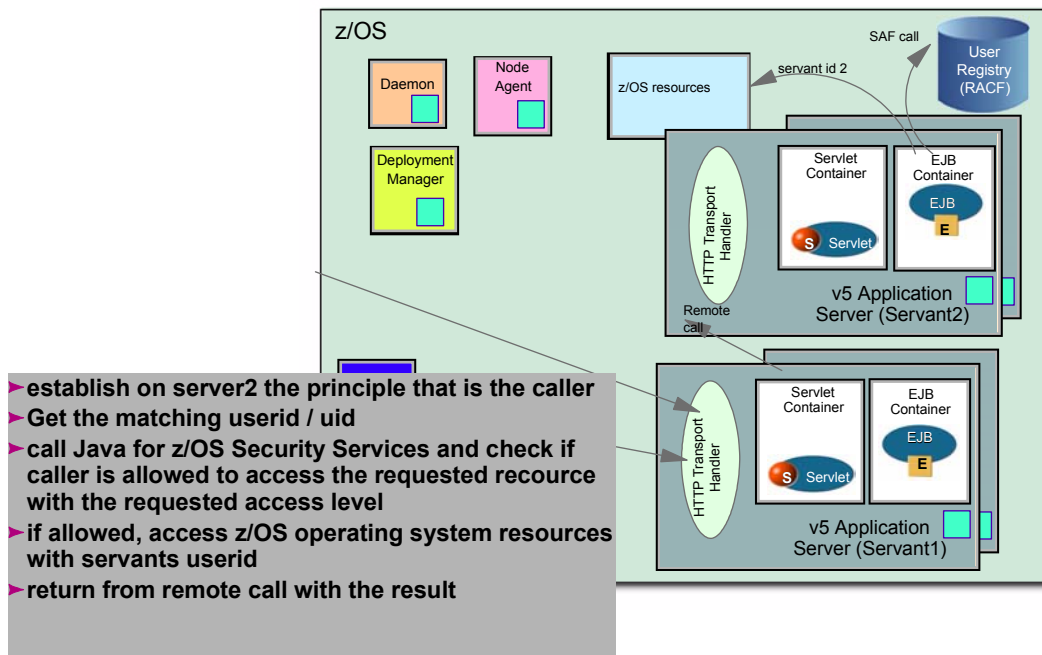 z/OS
SAF call
User
Registry
(RACF)
servant id 2
Daemon
Node
Agent
z/OS resources
Deployment
Manager
HTTP Transport
Handler
Servlet
Container
S Servlet
EJB
Container
EJB
E
v5 Application
Server (Servant2)
Remote
call
HTTP Transport
Handler
Servlet
Container
S Servlet
EJB
Container
EJB
E
v5 Application
Server (Servant1)
➤establish on server2 the principle that is the caller
➤Get the matching userid / uid
➤call Java for z/OS Security Services and check if
caller is allowed to access the requested recource
with the requested access level
➤if allowed, access z/OS operating system resources
with servants userid
➤return from remote call with the result